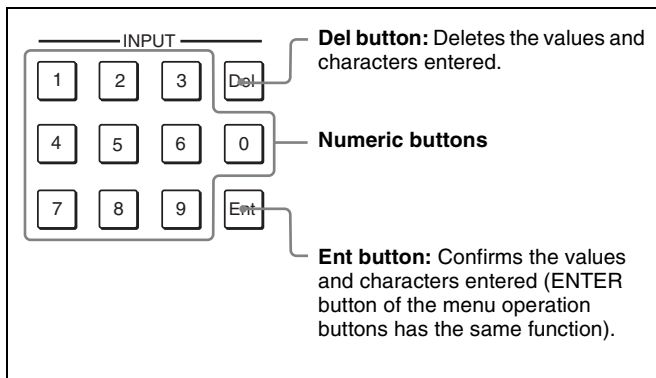 INPUT
1 2 3 Del
4 5 6 0
7 8 9 Ent
Del button: Deletes the values and
characters entered.
Numeric buttons
Ent button: Confirms the values
and characters entered (ENTER
button of the menu operation
buttons has the same function).